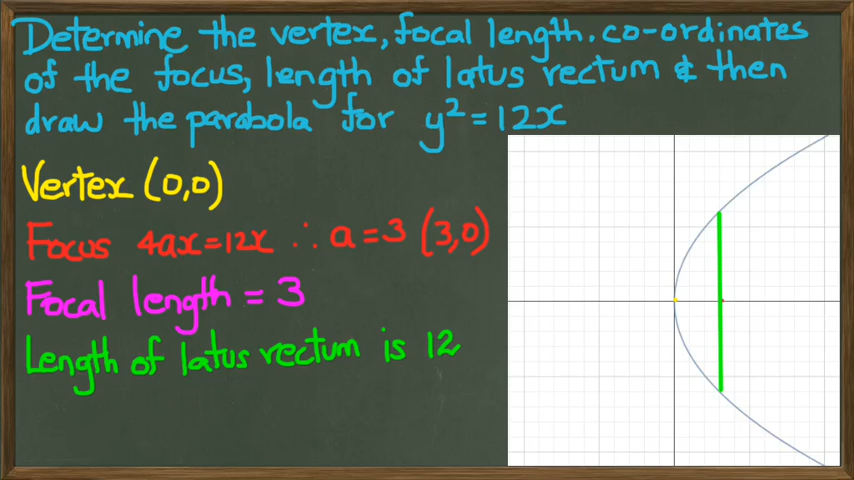 Determine the vertex, focal length. co-ordinates
of the focus, length of latus rectum & then
draw the parabola for y² = 12x
Vertex (0,0)
Focus 4ax = 12x ∴ a = 3 (3,0)
Focal length = 3
Length of latus rectum is 12